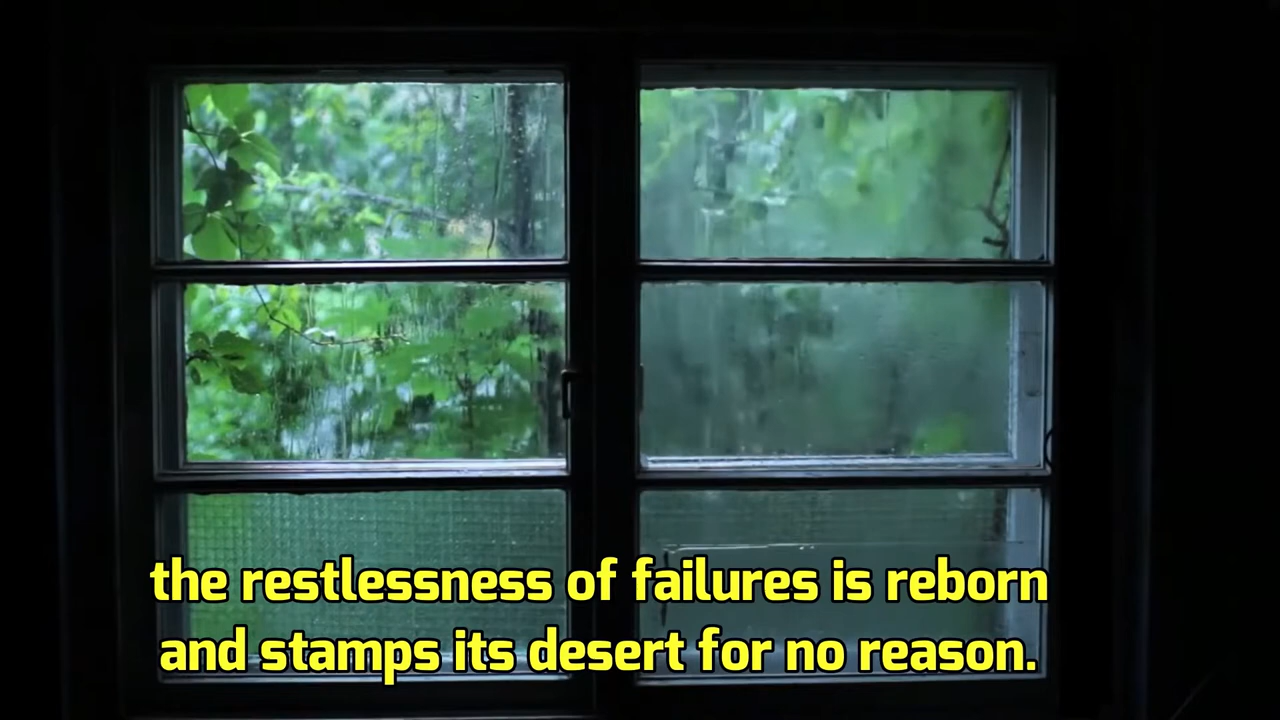 the restlessness of failures is reborn
and stamps its desert for no reason.